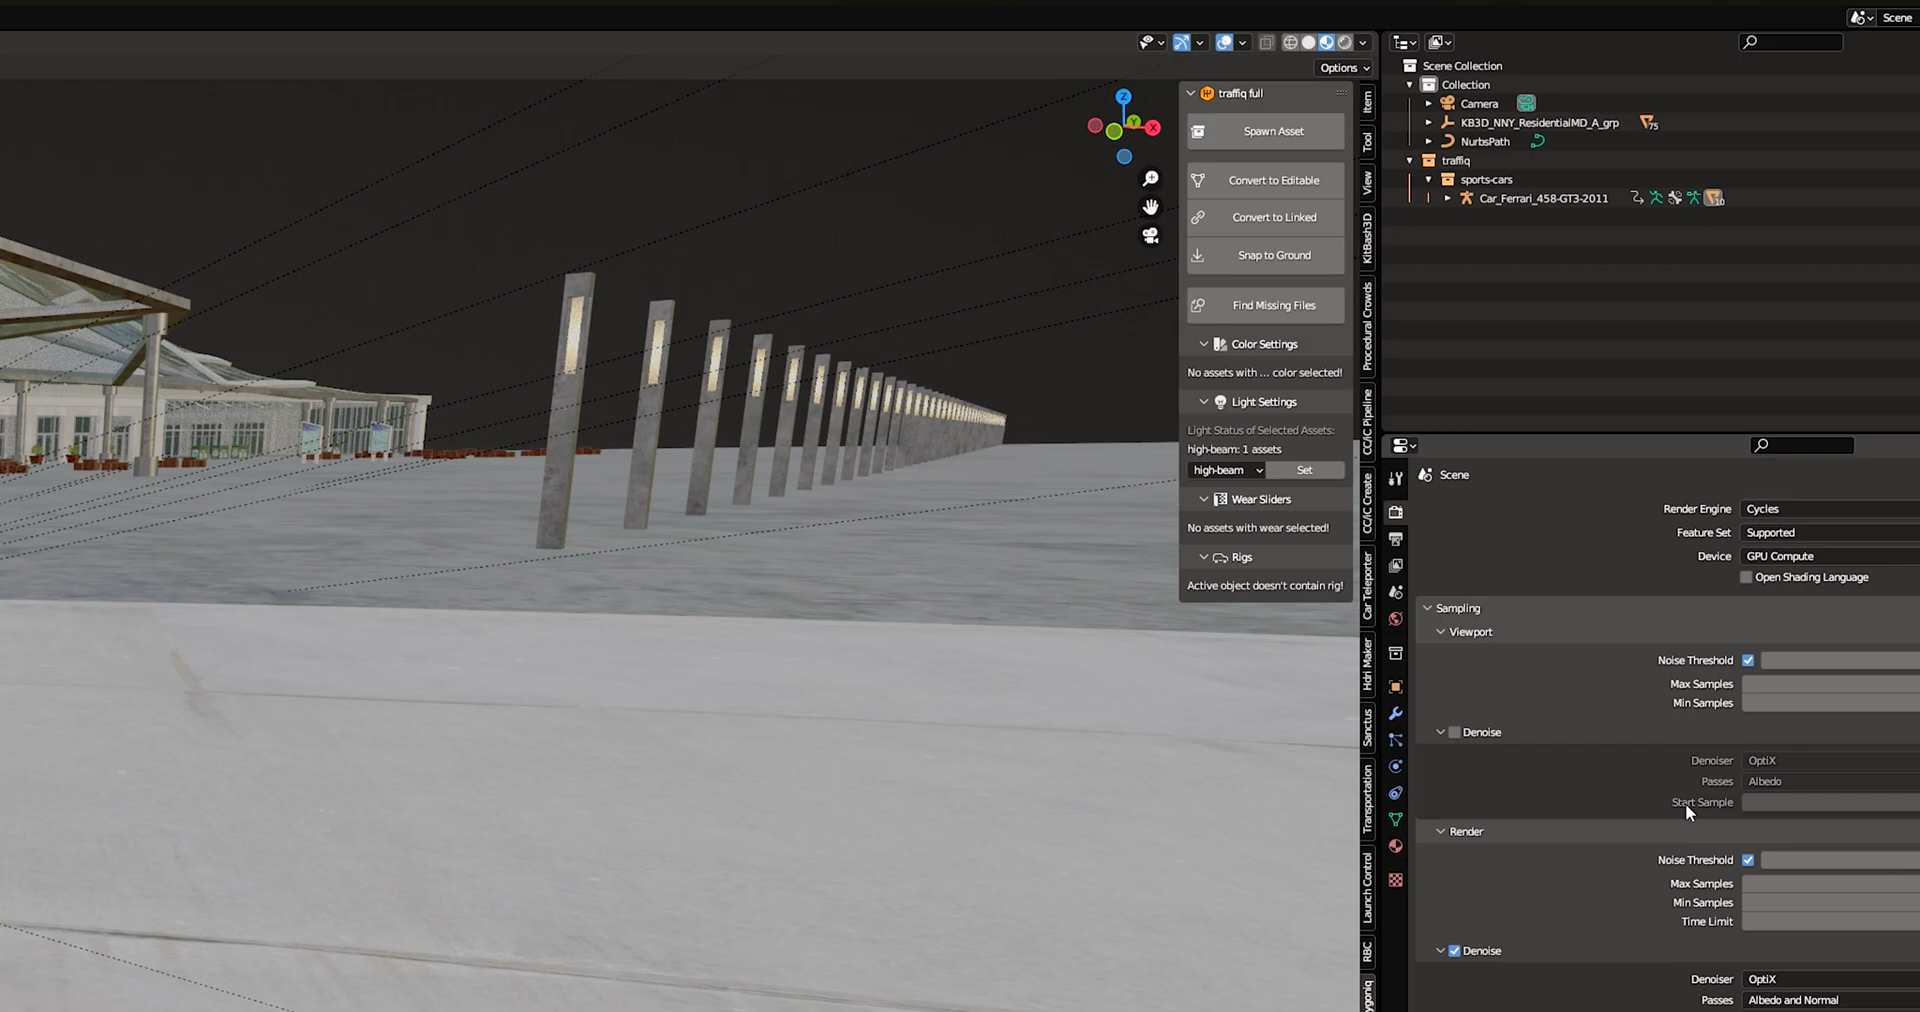 Scene
Options
traffiq full
Spawn Asset
Convert to Editable
Convert to Linked
Snap to Ground
Find Missing Files
Color Settings
No assets with ... color selected!
Light Settings
Light Status of Selected Assets:
high-beam: 1 assets
high-beam
Set
Wear Sliders
No assets with wear selected!
Rigs
Active object doesn't contain rig!
Z
Y
X
Item
Tool
View
KitBash3D
Procedural Crowds
CC/iC Pipeline
CC/iC Create
Car Teleporter
Hdri Maker
Sanctus
Transportation
Launch Control
RBC
Scene Collection
Collection
Camera
KB3D_NNY_ResidentialMD_A_grp
75
NurbsPath
traffiq
sports-cars
Car_Ferrari_458-GT3-2011
10
Scene
Render Engine Cycles
Feature Set Supported
Device GPU Compute
Open Shading Language
Sampling
Viewport
Noise Threshold
Max Samples
Min Samples
Denoise
Denoiser OptiX
Passes Albedo
Start Sample
Render
Noise Threshold
Max Samples
Min Samples
Time Limit
Denoise
Denoiser OptiX
Passes Albedo and Normal